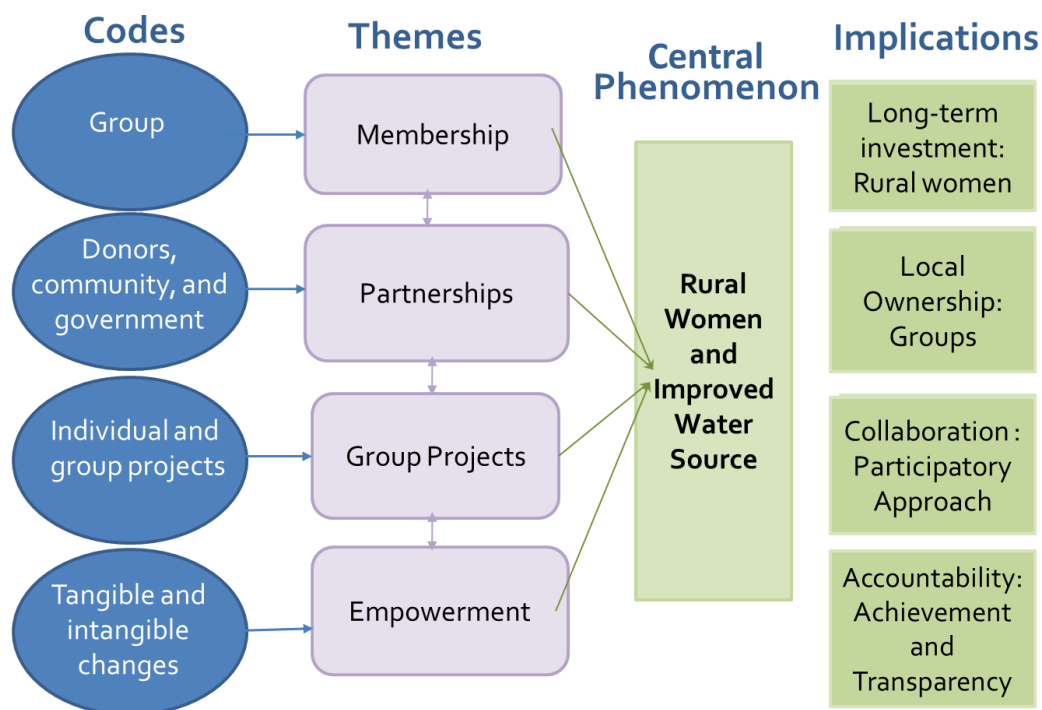 Codes
Themes
Central
Phenomenon
Implications
Group
Donors,
community, and
government
Individual and
group projects
Tangible and
intangible
changes
Membership
Partnerships
Group Projects
Empowerment
Rural
Women
and
Improved
Water
Source
Long-term
investment:
Rural women
Local
Ownership:
Groups
Collaboration :
Participatory
Approach
Accountability:
Achievement
and
Transparency